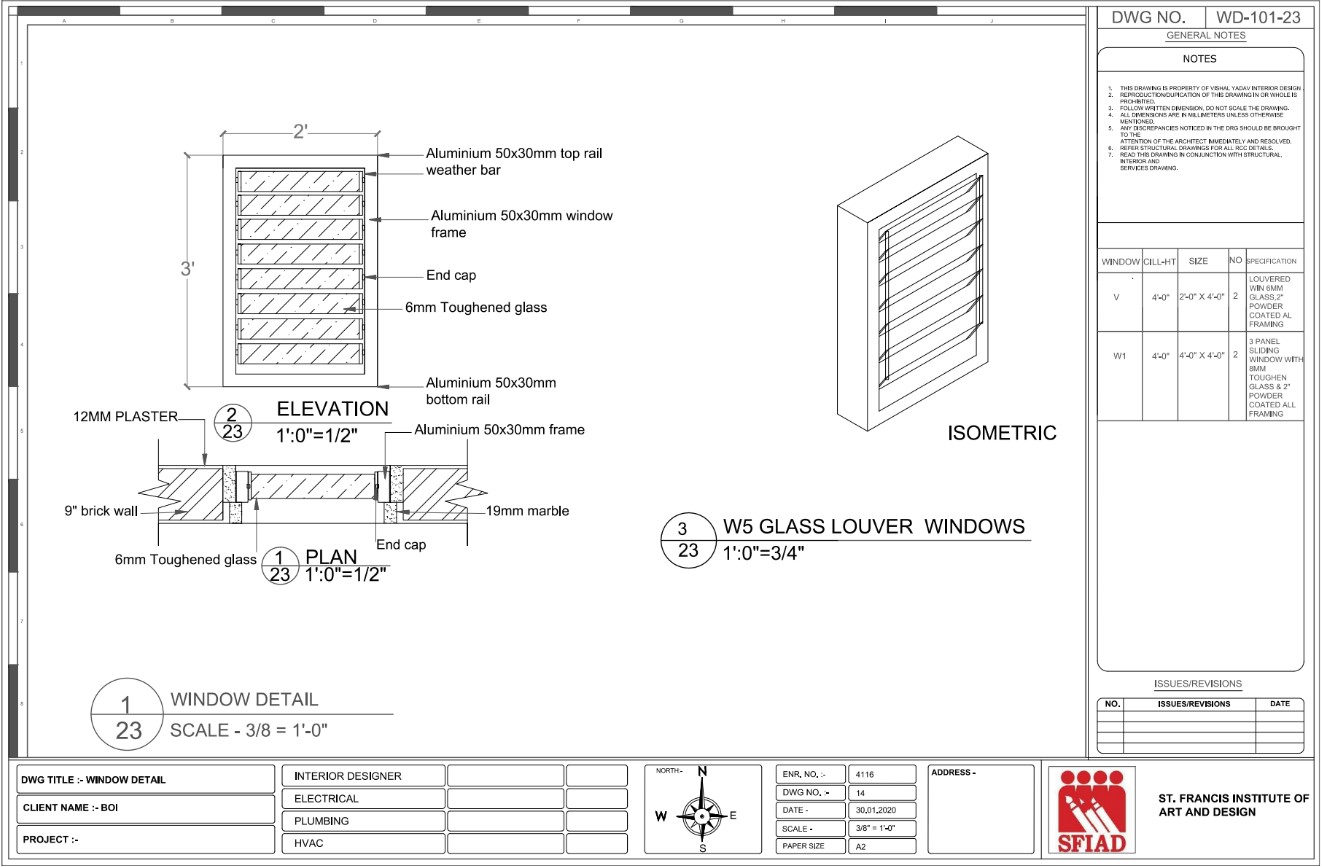 A B C D E F G H I J
1
2
3
4
5
6
7
8
2'
3'
Aluminium 50x30mm top rail
weather bar
Aluminium 50x30mm window
frame
End cap
6mm Toughened glass
Aluminium 50x30mm
bottom rail
2
23
ELEVATION
1':0"=1/2"
12MM PLASTER
Aluminium 50x30mm frame
9" brick wall
19mm marble
End cap
6mm Toughened glass
1
23
PLAN
1':0"=1/2"
ISOMETRIC
3
23
W5 GLASS LOUVER WINDOWS
1':0"=3/4"
1
23
WINDOW DETAIL
SCALE - 3/8 = 1'-0"
DWG NO. WD-101-23
GENERAL NOTES
NOTES
1. THIS DRAWING IS PROPERTY OF VISHAL YADAV INTERIOR DESIGN.
2. REPRODUCTION/DUPICATION OF THIS DRAWING IN OR WHOLE IS
PROHIBITED.
3. FOLLOW WRITTEN DIMENSION, DO NOT SCALE THE DRAWING.
4. ALL DIMENSIONS ARE IN MILLIMETERS UNLESS OTHERWISE
MENTIONED.
5. ANY DISCREPANCIES NOTICED IN THE DRG SHOULD BE BROUGHT
TO THE
ATTENTION OF THE ARCHITECT IMMEDIATELY AND RESOLVED.
6. REFER STRUCTURAL DRAWINGS FOR ALL RCC DETAILS.
7. READ THIS DRAWING IN CONJUNCTION WITH STRUCTURAL,
INTERIOR AND
SERVICES DRAWING.
WINDOW CILL-HT SIZE NO SPECIFICATION
V 4'-0" 2'-0" X 4'-0" 2
LOUVERED
WIN 6MM
GLASS,2"
POWDER
COATED AL
FRAMING
W1 4'-0" 4'-0" X 4'-0" 2
3 PANEL
SLIDING
WINDOW WITH
8MM
TOUGHEN
GLASS & 2"
POWDER
COATED ALL
FRAMING
ISSUES/REVISIONS
NO. ISSUES/REVISIONS DATE
DWG TITLE :- WINDOW DETAIL
CLIENT NAME :- BOI
PROJECT :-
INTERIOR DESIGNER
ELECTRICAL
PLUMBING
HVAC
NORTH:-
N
W E
S
ENR. NO. :- 4116
DWG NO. :- 14
DATE - 30.01.2020
SCALE - 3/8" = 1'-0"
PAPER SIZE A2
ADDRESS -
SFIAD
ST. FRANCIS INSTITUTE OF
ART AND DESIGN